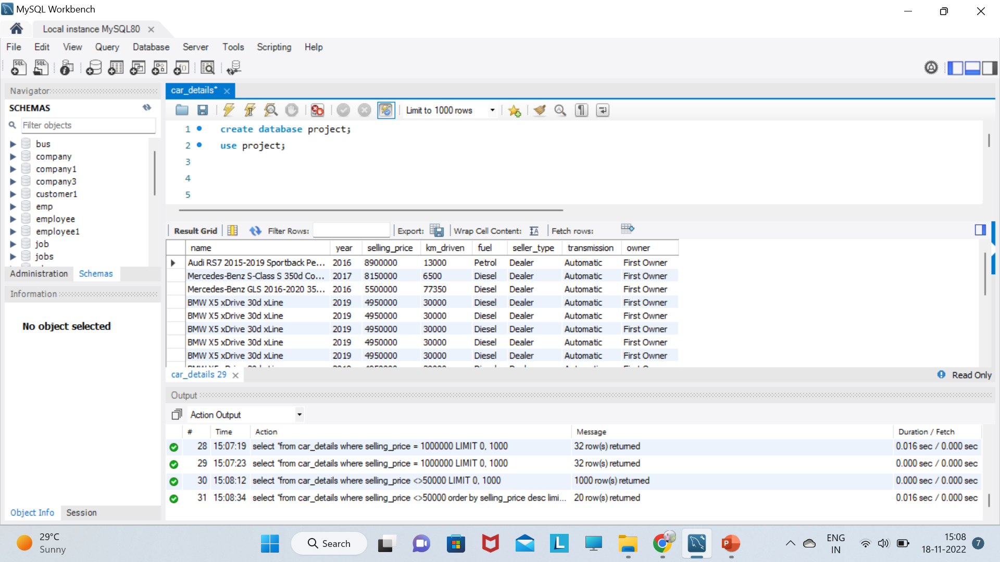 MySQL Workbench
Local instance MySQL80
File Edit View Query Database Server Tools Scripting Help
Navigator
SCHEMAS
Filter objects
bus
company
company1
company3
customer1
emp
employee
employee1
job
jobs
Administration Schemas
Information
No object selected
Object Info Session
car_details*
Limit to 1000 rows
1 create database project;
2 use project;
3
4
5
Result Grid Filter Rows: Export: Wrap Cell Content: Fetch rows:
name year selling_price km_driven fuel seller_type transmission owner
Audi RS7 2015-2019 Sportback Pe... 2016 8900000 13000 Petrol Dealer Automatic First Owner
Mercedes-Benz S-Class S 350d Co... 2017 8150000 6500 Diesel Dealer Automatic First Owner
Mercedes-Benz GLS 2016-2020 35... 2016 5500000 77350 Diesel Dealer Automatic First Owner
BMW X5 xDrive 30d xLine 2019 4950000 30000 Diesel Dealer Automatic First Owner
BMW X5 xDrive 30d xLine 2019 4950000 30000 Diesel Dealer Automatic First Owner
BMW X5 xDrive 30d xLine 2019 4950000 30000 Diesel Dealer Automatic First Owner
BMW X5 xDrive 30d xLine 2019 4950000 30000 Diesel Dealer Automatic First Owner
BMW X5 xDrive 30d xLine 2019 4950000 30000 Diesel Dealer Automatic First Owner
car_details 29 Read Only
Output
Action Output
# Time Action Message Duration / Fetch
28 15:07:19 select *from car_details where selling_price = 1000000 LIMIT 0, 1000 32 row(s) returned 0.016 sec / 0.000 sec
29 15:07:23 select *from car_details where selling_price = 1000000 LIMIT 0, 1000 32 row(s) returned 0.000 sec / 0.000 sec
30 15:08:12 select *from car_details where selling_price <>50000 LIMIT 0, 1000 1000 row(s) returned 0.000 sec / 0.000 sec
31 15:08:34 select *from car_details where selling_price <>50000 order by selling_price desc limi... 20 row(s) returned 0.016 sec / 0.000 sec
29°C
Sunny
Search
ENG
IN
15:08
18-11-2022
7